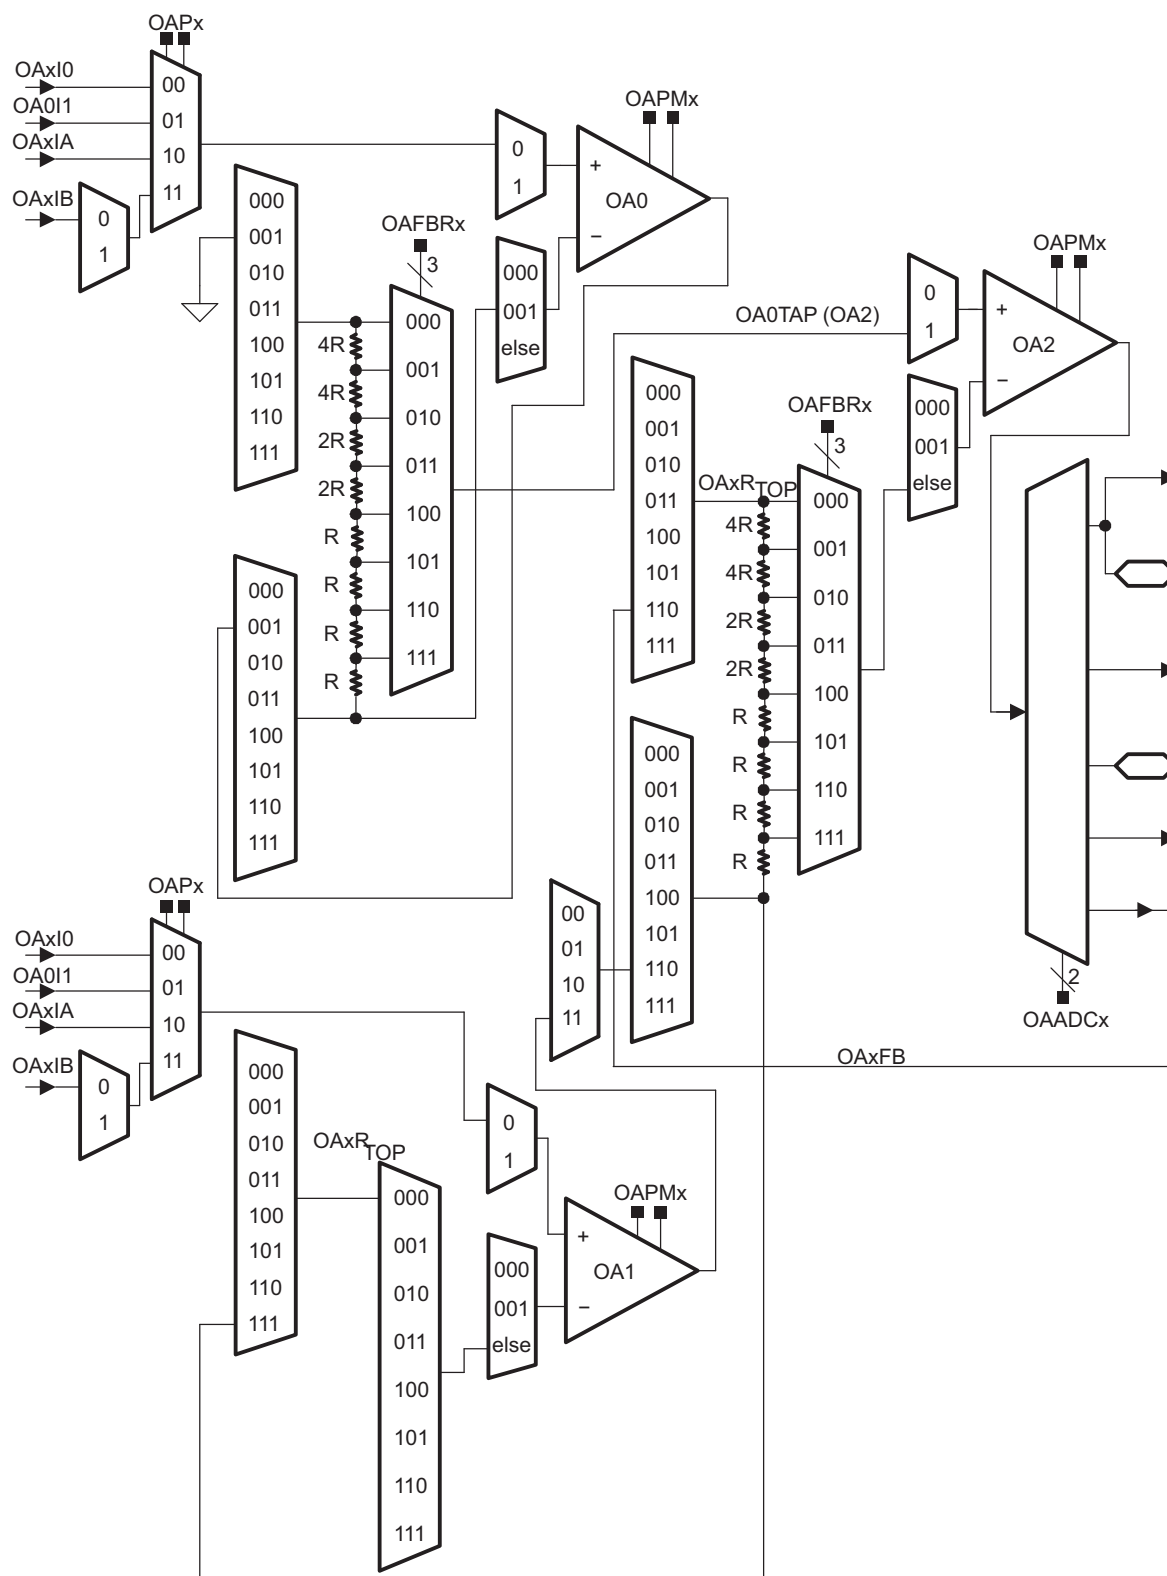 OAPx
OAxI0
OA0I1
OAxIA
OAxIB
00
01
10
11
0
1
000
001
010
011
100
101
110
111
OAFBRx
3
4R
4R
2R
2R
R
R
R
R
000
001
010
011
100
101
110
111
0
1
000
001
else
OAPMx
+
OA0
−
000
001
010
011
100
101
110
111
OA0TAP (OA2)
0
1
000
001
else
OAPMx
+
OA2
−
000
001
010
011
100
101
110
111
OAxRTOP
OAFBRx
3
4R
4R
2R
2R
R
R
R
R
000
001
010
011
100
101
110
111
000
001
010
011
100
101
110
111
00
01
10
11
2
OAADCx
OAxFB
OAPx
OAxI0
OA0I1
OAxIA
OAxIB
00
01
10
11
0
1
000
001
010
011
100
101
110
111
OAxRTOP
000
001
010
011
100
101
110
111
0
1
000
001
else
OAPMx
+
OA1
−